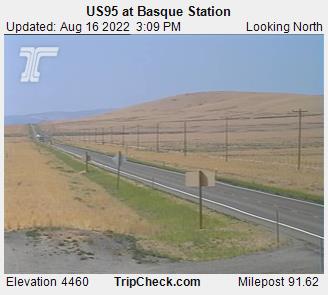 US95 at Basque Station
Updated: Aug 16 2022  3:09 PM Looking North
Elevation 4460 TripCheck.com Milepost 91.62